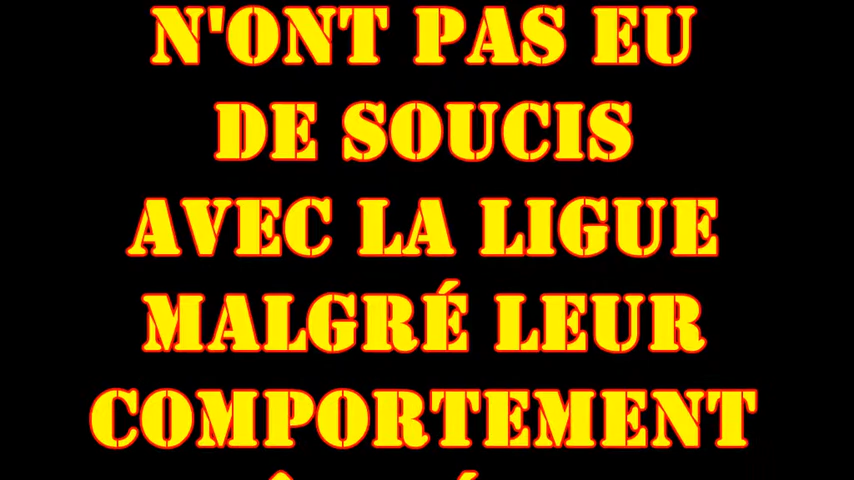 N'ONT PAS EU
DE SOUCIS
AVEC LA LIGUE
MALGRÉ LEUR
COMPORTEMENT